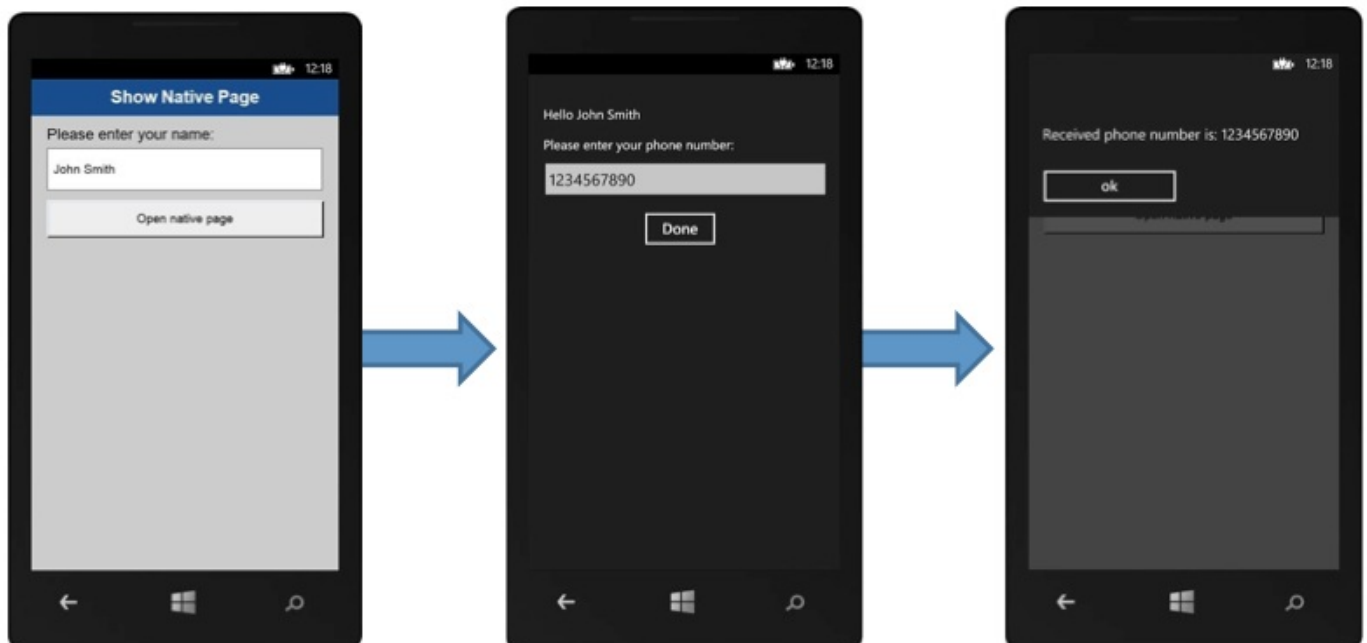 12:18
Show Native Page
Please enter your name:
John Smith
Open native page
12:18
Hello John Smith
Please enter your phone number:
1234567890
Done
12:18
Received phone number is: 1234567890
ok